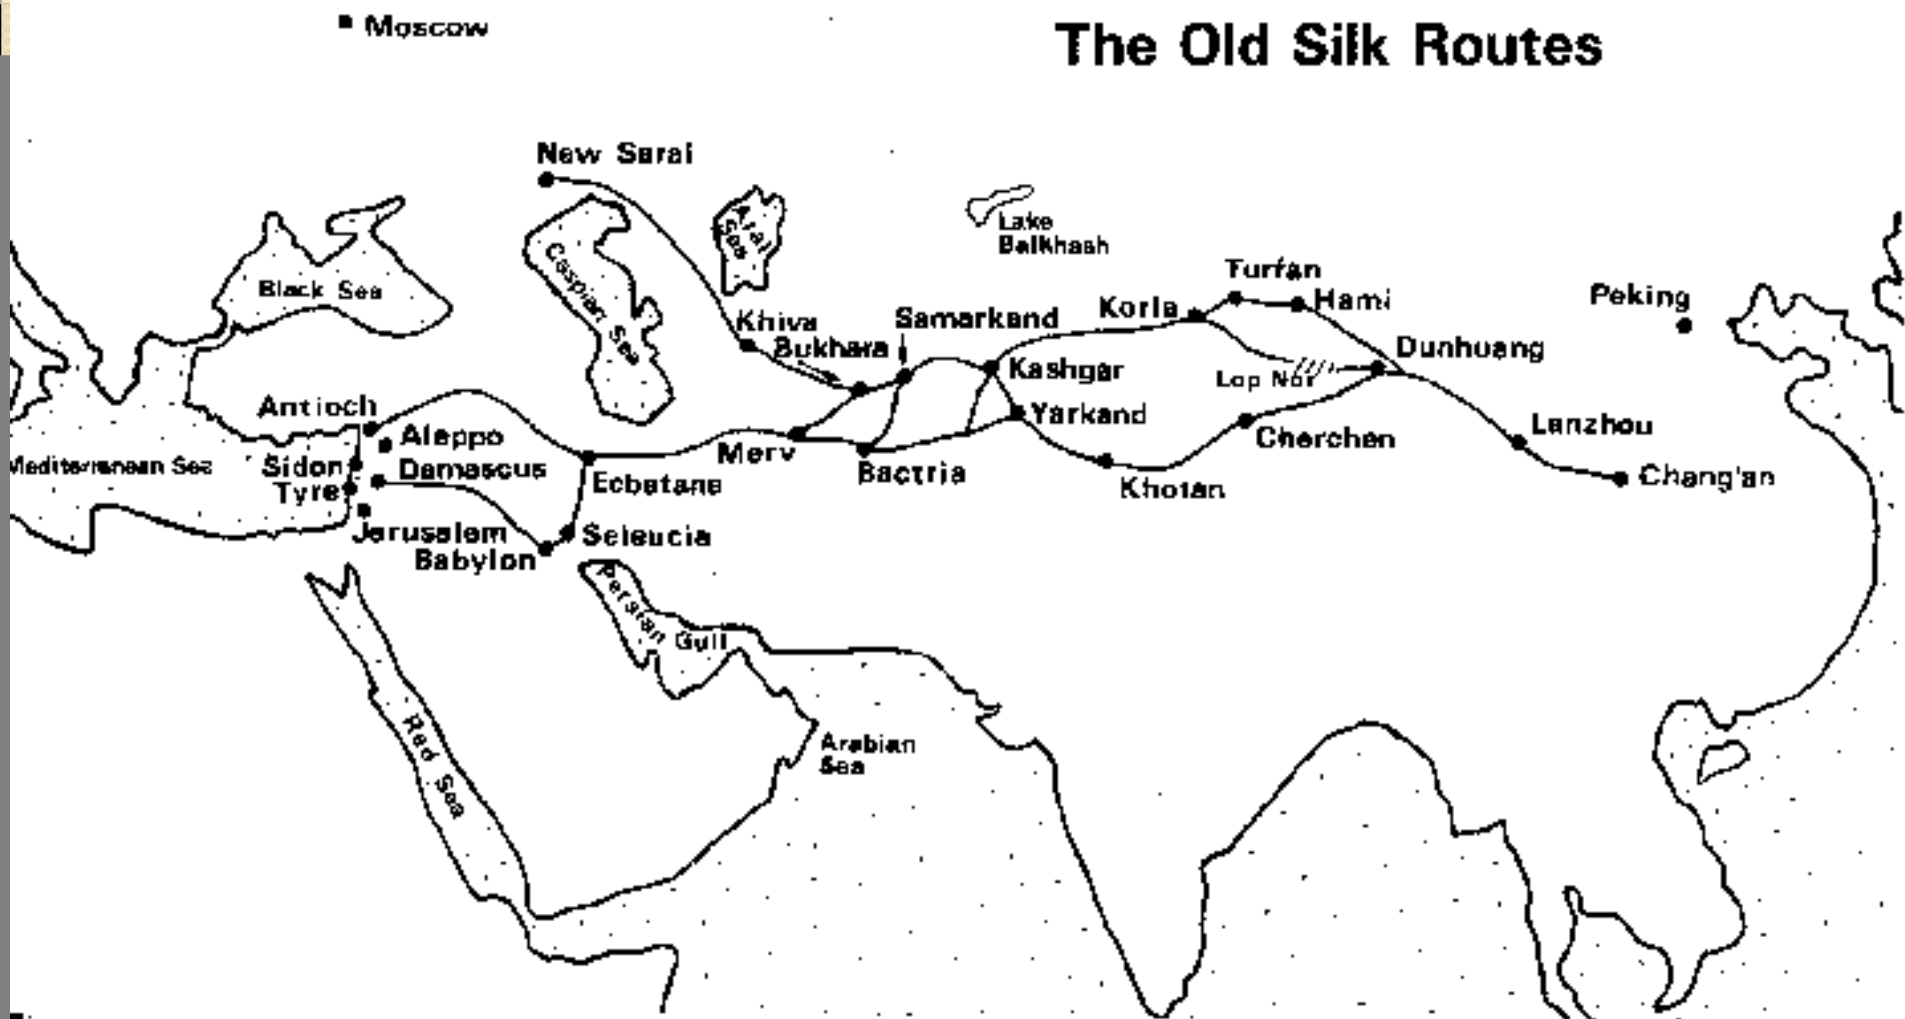 Moscow
The Old Silk Routes
New Sarai
Aral
Sea
Lake
Balkhash
Caspian Sea
Black Sea
Turfan
Hami
Peking
Korla
Khiva
Samarkand
Bukhara
Dunhuang
Lop Nor
Kashgar
Yarkand
Antioch
Aleppo
Mediterranean Sea
Sidon
Damascus
Tyre
Merv
Ecbatana
Bactria
Cherchen
Lanzhou
Khotan
Chang'an
Jerusalem
Seleucia
Babylon
Persian Gulf
Red Sea
Arabian
Sea